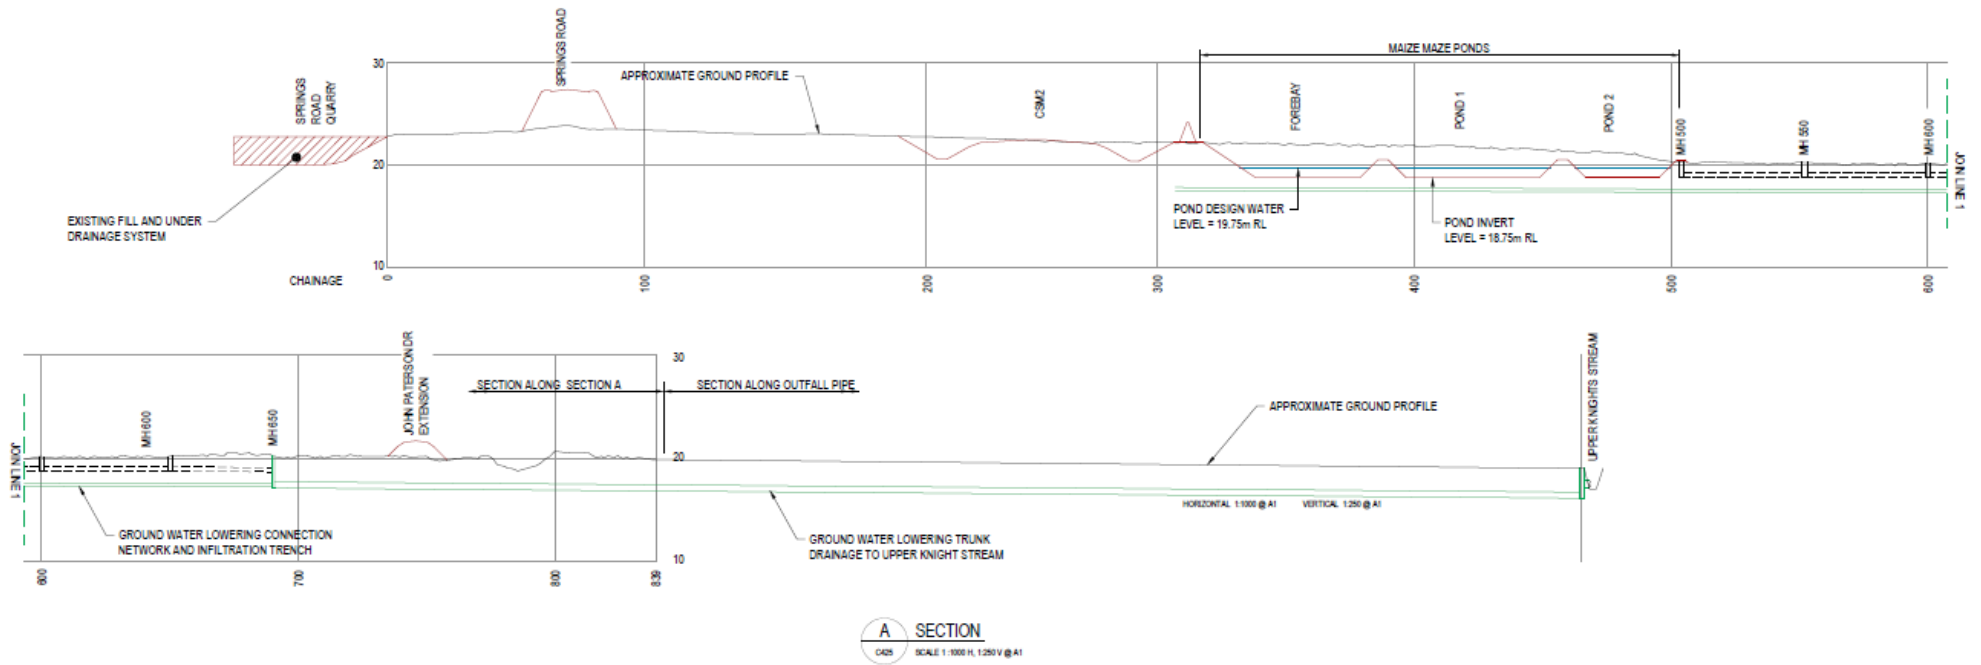 SPRINGS ROAD
MAIZE MAZE PONDS
30
APPROXIMATE GROUND PROFILE
SPRINGS
ROAD
QUARRY
CSM2
FOREBAY
POND 1
POND 2
MH 500
MH 550
MH 600
20
JOIN LINE 1
EXISTING FILL AND UNDER
DRAINAGE SYSTEM
POND DESIGN WATER
LEVEL = 19.75m RL
POND INVERT
LEVEL = 18.75m RL
10
CHAINAGE
0
100
200
300
400
500
600
JOHN PATERSON DR
EXTENSION
UPPER KNIGHTS STREAM
30
SECTION ALONG SECTION A
SECTION ALONG OUTFALL PIPE
APPROXIMATE GROUND PROFILE
MH 600
MH 650
20
JOIN LINE 1
HORIZONTAL 1:1000 @ A1
VERTICAL 1:250 @ A1
GROUND WATER LOWERING CONNECTION
NETWORK AND INFILTRATION TRENCH
GROUND WATER LOWERING TRUNK
DRAINAGE TO UPPER KNIGHT STREAM
10
600
700
800
839
A
SECTION
C425
SCALE 1 :1000 H, 1:250 V @ A1